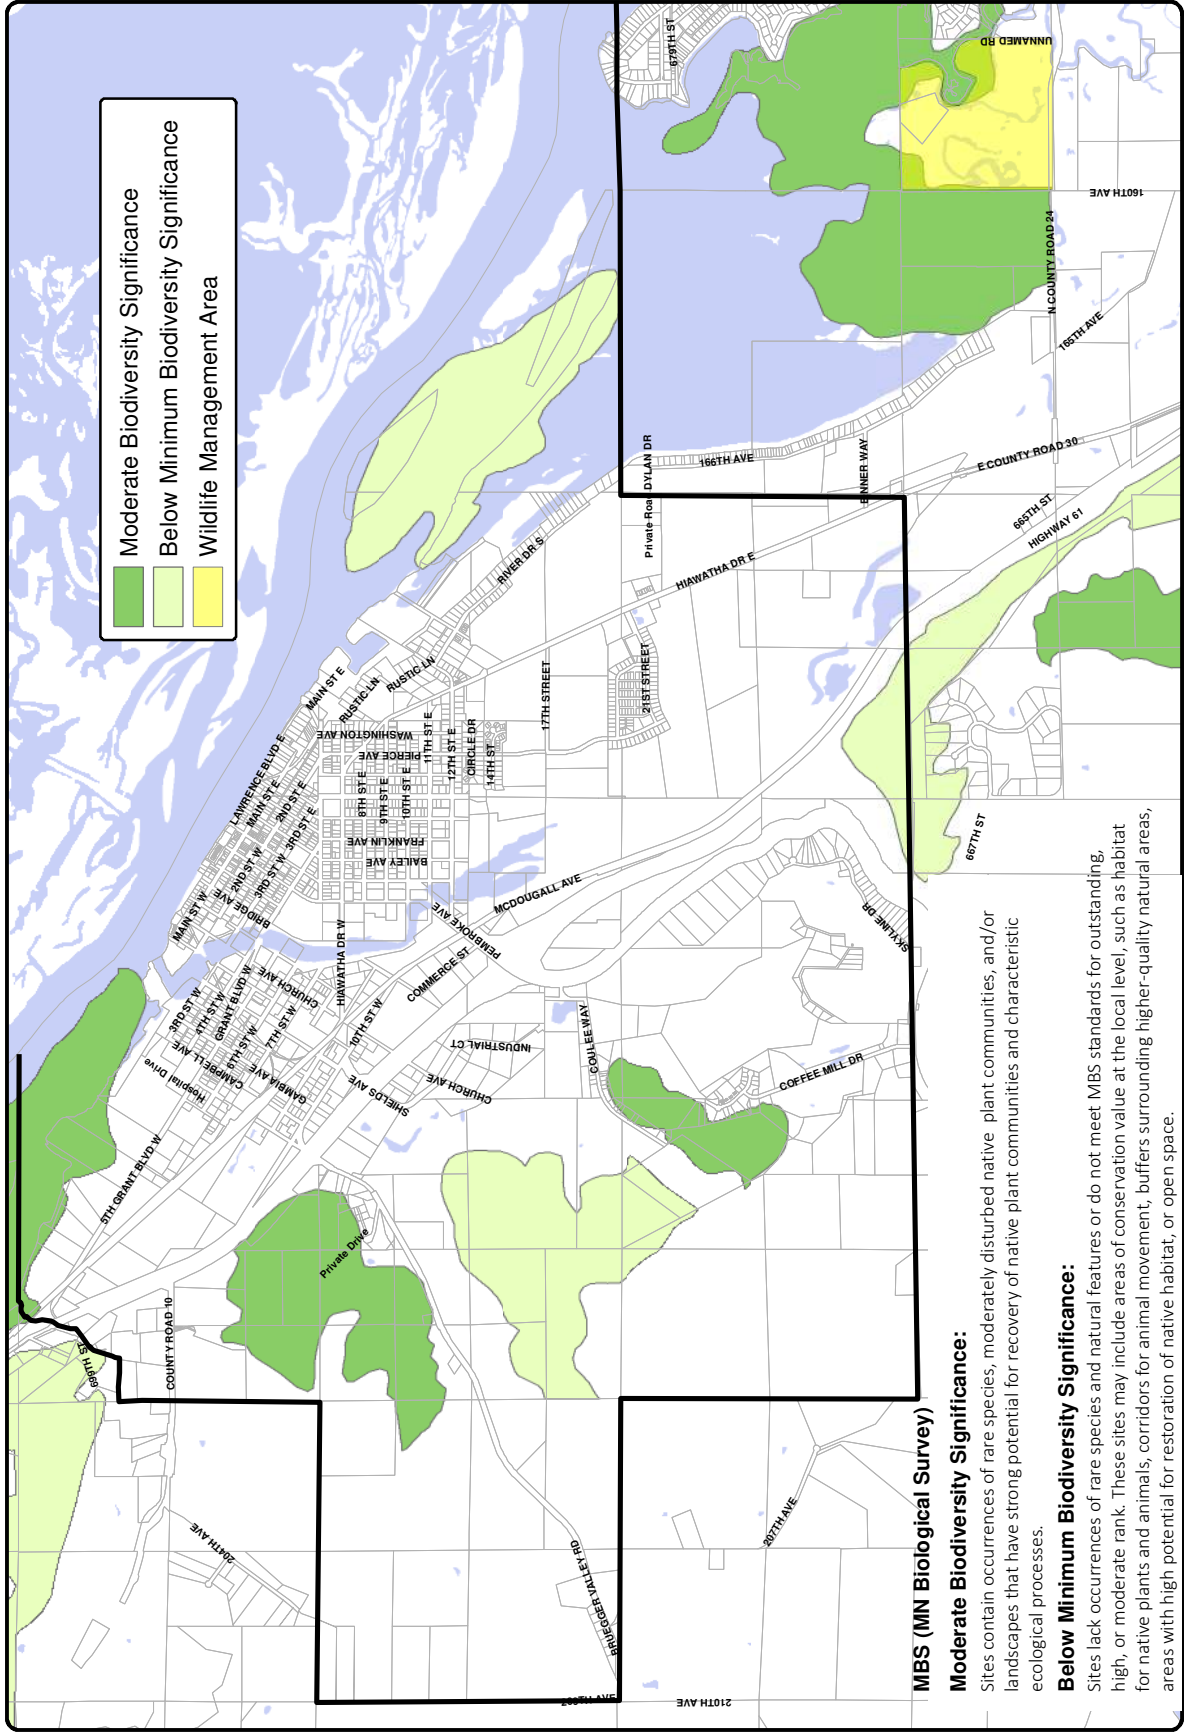 Moderate Biodiversity Significance
Below Minimum Biodiversity Significance
Wildlife Management Area
679TH ST
UNNAMED RD
160TH AVE
N COUNTY ROAD 24
165TH AVE
E COUNTY ROAD 30
665TH ST
HIGHWAY 61
166TH AVE
Private Road
DYLAN DR
HIAWATHA DR E
RIVER DR S
17TH STREET
21ST STREET
MAIN ST E
RUSTIC LN
RUSTIC LN
WASHINGTON AVE
PIERCE AVE
11TH ST E
12TH ST E
CIRCLE DR
14TH ST
8TH ST E
9TH ST E
10TH ST E
FRANKLIN AVE
BAILEY AVE
LAWRENCE BLVD E
MAIN ST E
2ND ST E
3RD ST E
2ND ST W
3RD ST W
BRIDGE AVE
MAIN ST W
HIAWATHA DR W
PEMBROKE AVE
MCDOUGALL AVE
COMMERCE ST
CHURCH AVE
3RD ST W
4TH ST W
GRANT BLVD W
6TH ST W
7TH ST W
10TH ST W
CAMPBELL AVE
GAMBIA AVE
Hospital Drive
SHIELDS AVE
CHURCH AVE
INDUSTRIAL CT
COULEE WAY
COFFEE MILL DR
SKYLINE DR
667TH ST
5TH GRANT BLVD W
Private Drive
COUNTY ROAD 10
699TH ST
204TH AVE
BRUEGGER VALLEY RD
207TH AVE
210TH AVE
MBS (MN Biological Survey)
Moderate Biodiversity Significance:
Sites contain occurrences of rare species, moderately disturbed native plant communities, and/or
landscapes that have strong potential for recovery of native plant communities and characteristic
ecological processes.
Below Minimum Biodiversity Significance:
Sites lack occurrences of rare species and natural features or do not meet MBS standards for outstanding,
high, or moderate rank. These sites may include areas of conservation value at the local level, such as habitat
for native plants and animals, corridors for animal movement, buffers surrounding higher-quality natural areas,
areas with high potential for restoration of native habitat, or open space.